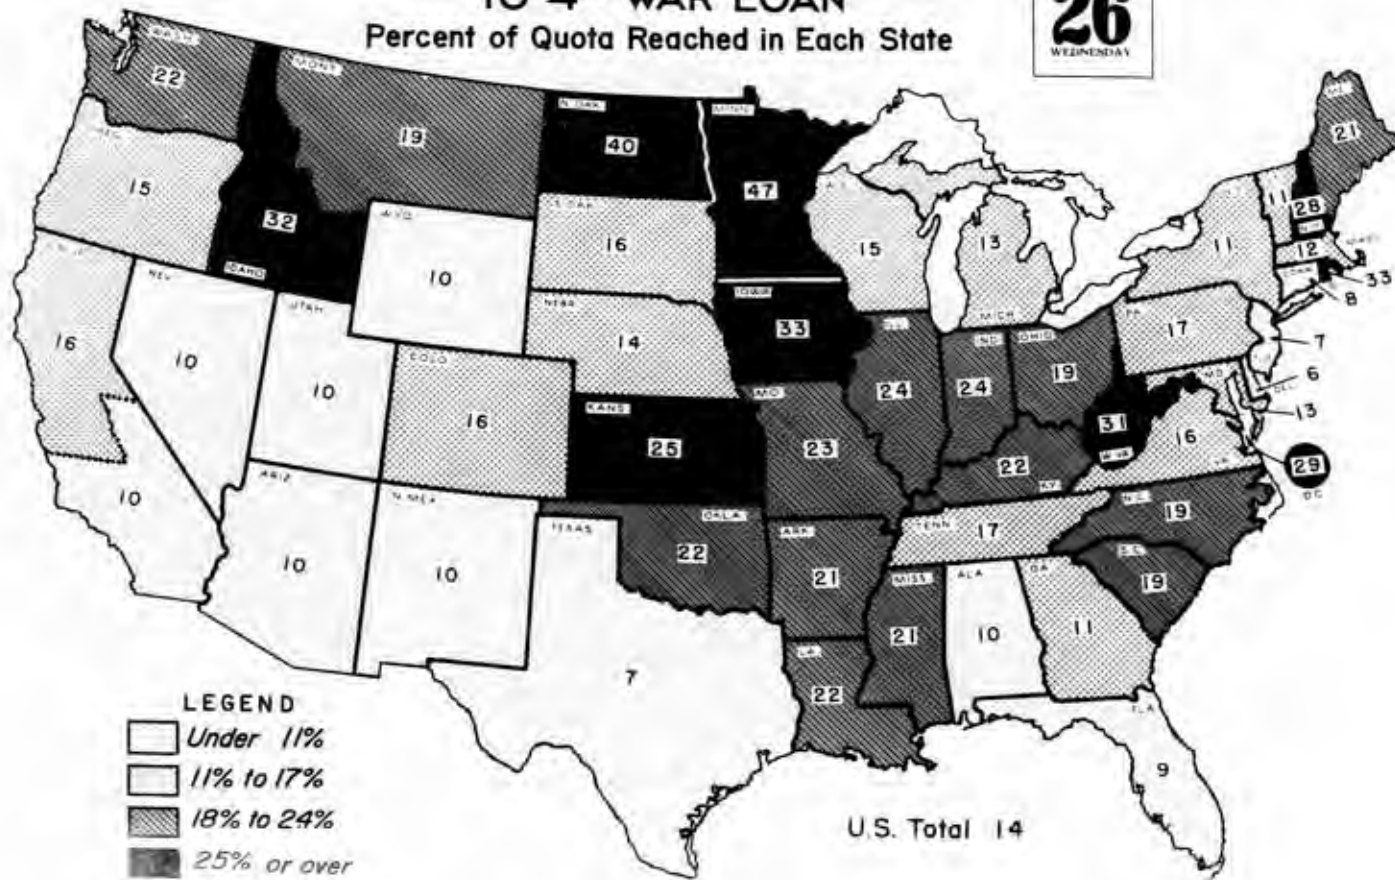 WAR LOAN
Percent of Quota Reached in Each State
26
WEDNESDAY
WASH.
22
MONT.
19
N. DAK.
40
MINN.
47
ME.
21
15
32
IDAHO
WYO.
10
S. DAK.
16
15
13
MICH.
11
11
28
12
MASS.
33
CONN.
8
CALIF.
16
10
NEV.
10
UTAH
10
COLO.
16
NEBR.
14
IOWA
33
ILL.
24
IND.
24
OHIO
19
PA.
17
7
6
DEL.
MD.
13
KANS.
25
MO.
23
KY.
22
31
W. VA.
16
VA.
29
D.C.
ARIZ.
10
N. MEX.
10
TEXAS
7
OKLA.
22
ARK.
21
TENN.
17
N.C.
19
S.C.
19
MISS.
21
ALA.
10
GA.
11
LA.
22
FLA.
9
LEGEND
Under 11%
11% to 17%
18% to 24%
25% or over
U.S. Total 14